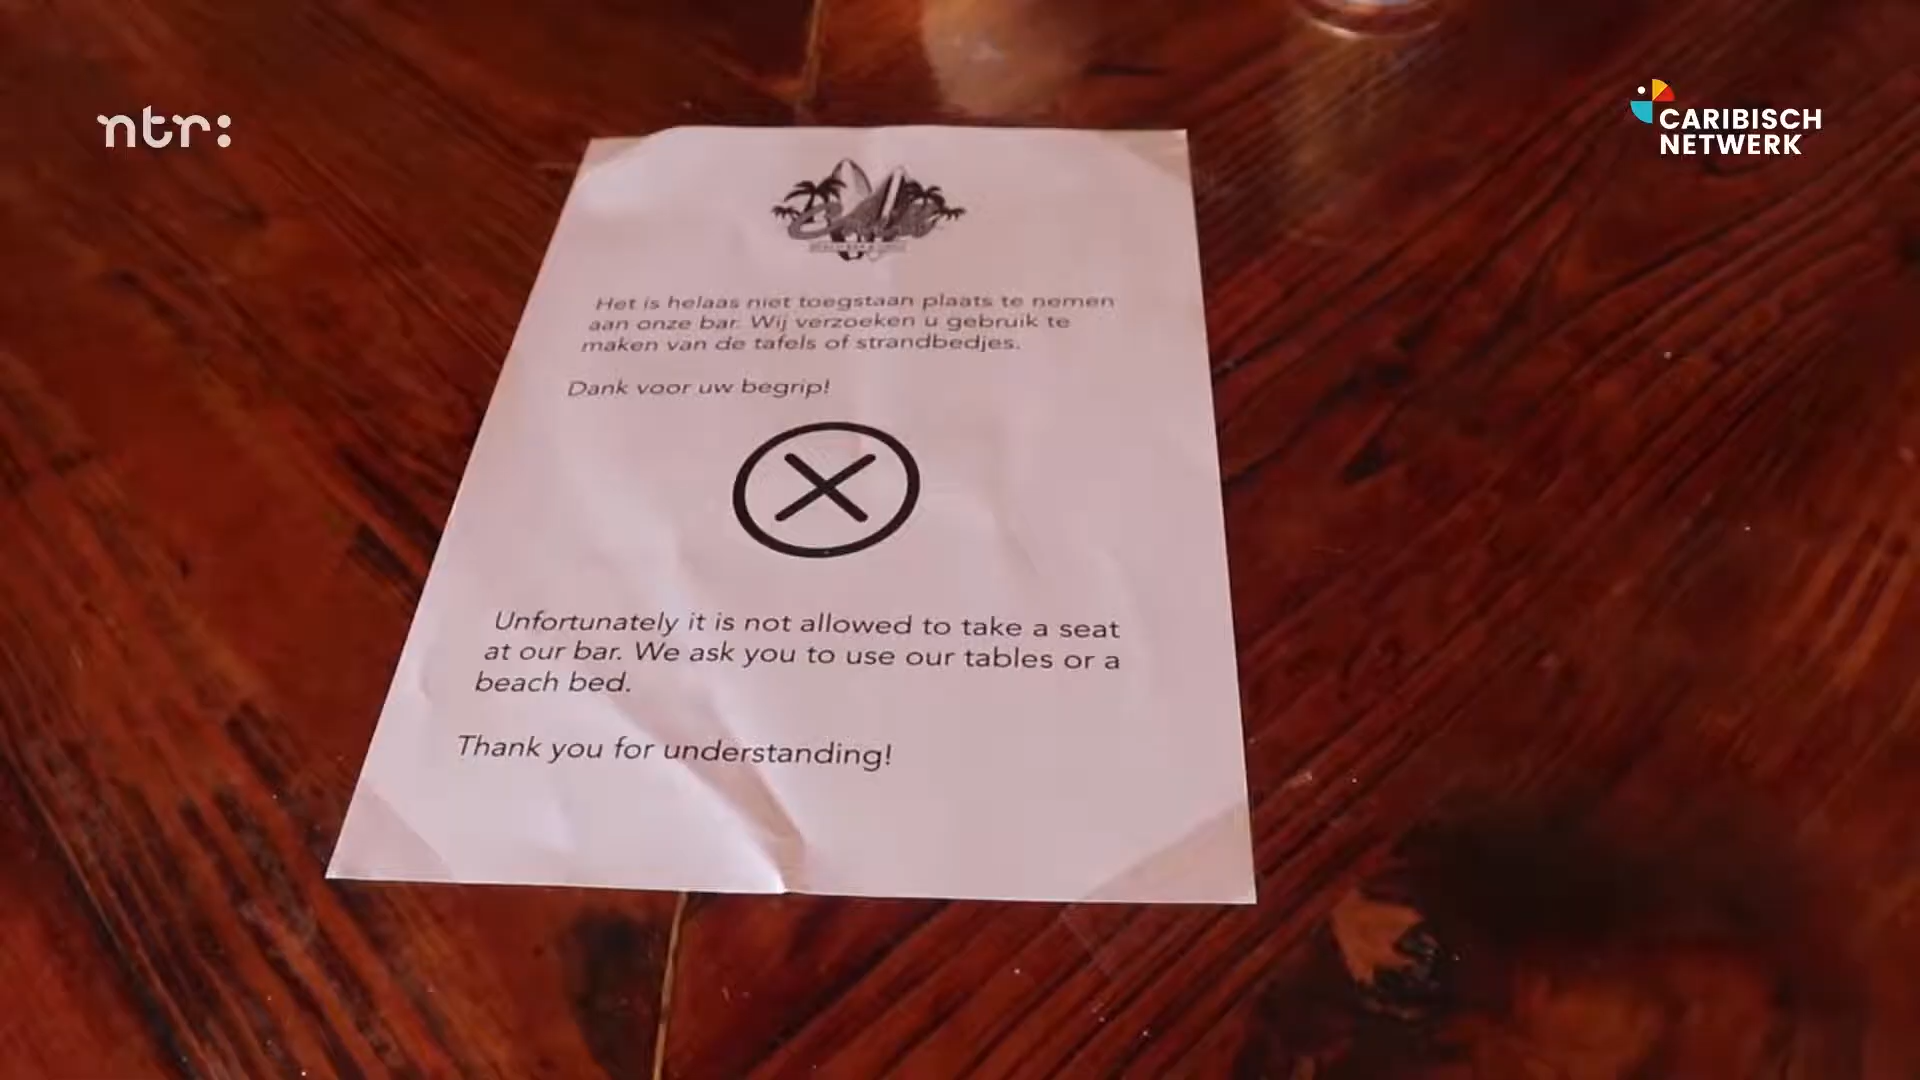 ntr:
CARIBISCH
NETWERK
Het is helaas niet toegstaan plaats te nemen
aan onze bar. Wij verzoeken u gebruik te
maken van de tafels of strandbedjes.
Dank voor uw begrip!
Unfortunately it is not allowed to take a seat
at our bar. We ask you to use our tables or a
beach bed.
Thank you for understanding!